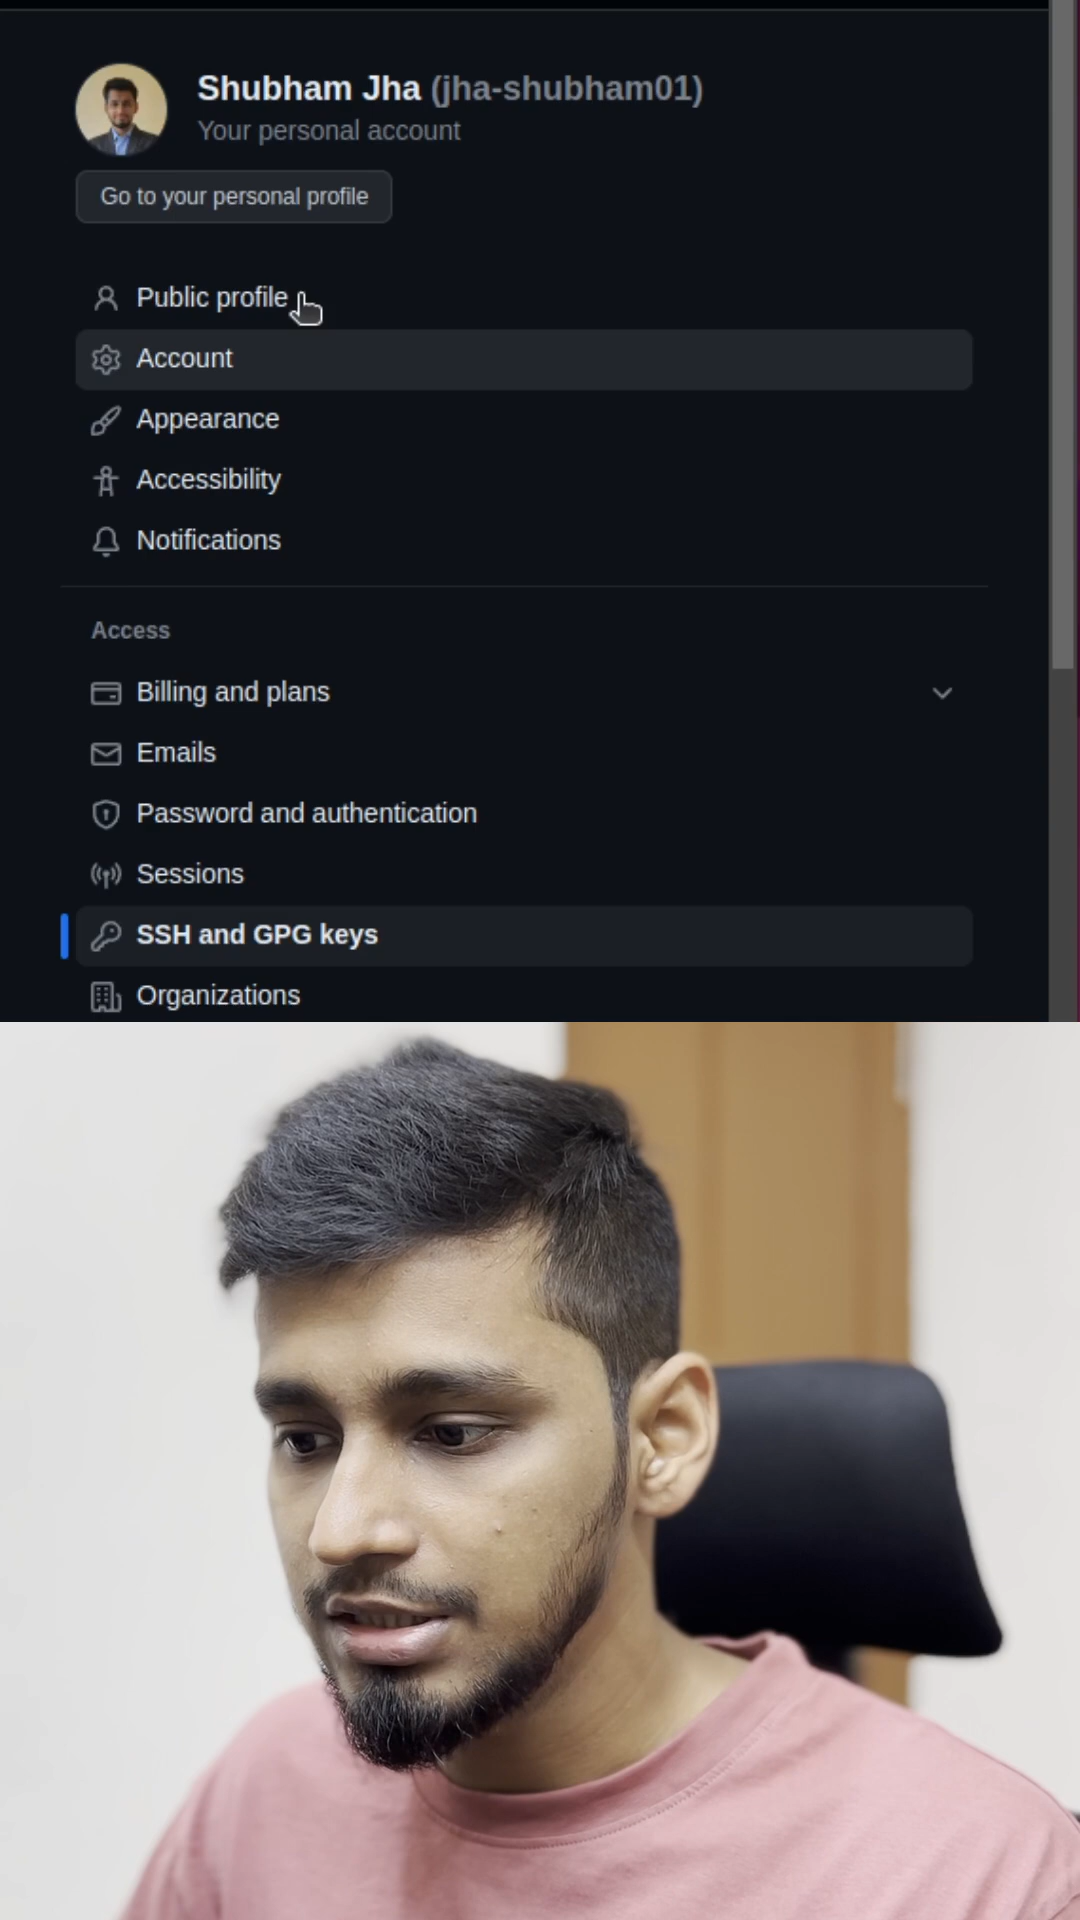 Shubham Jha (jha-shubham01)
Your personal account
Go to your personal profile
Public profile
Account
Appearance
Accessibility
Notifications
Access
Billing and plans
Emails
Password and authentication
Sessions
SSH and GPG keys
Organizations